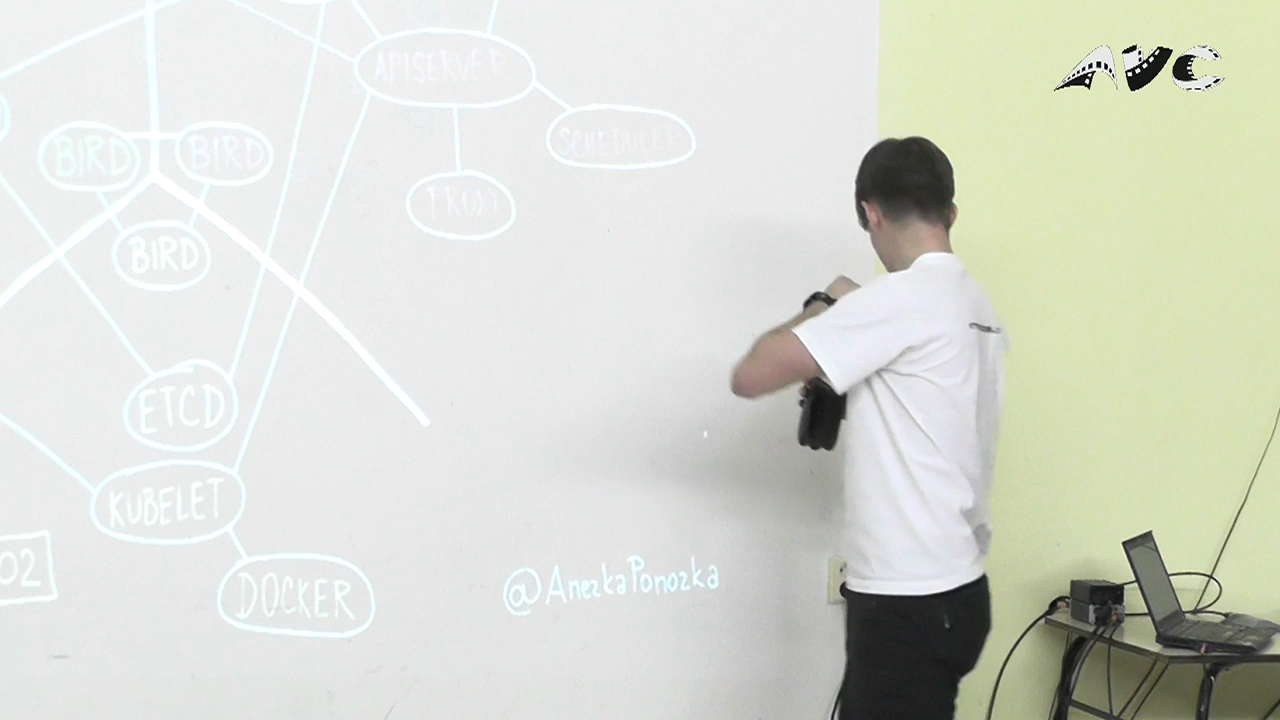 AVC
APISERVER
SCHEDULER
BIRD BIRD
PROXY
BIRD
ETCD
KUBELET
02
DOCKER
@AnezkaPonozka